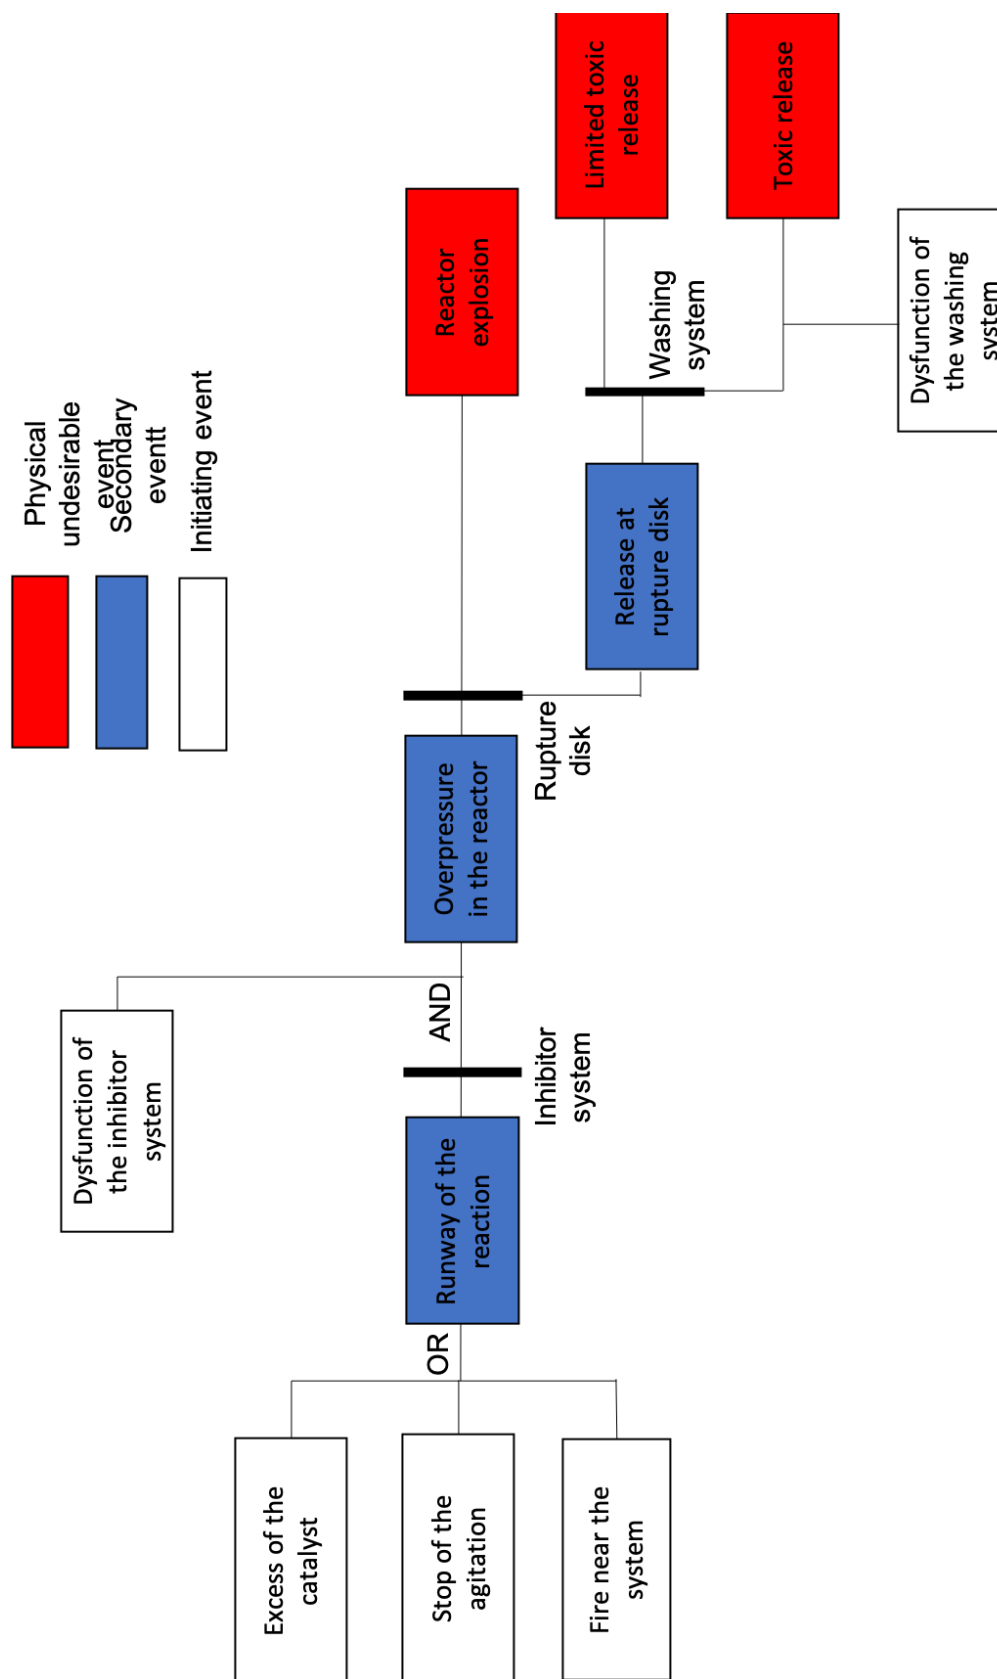 Physical
undesirable
event
Secondary
eventt
Initiating event
Dysfunction of
the inhibitor
system
Excess of the
catalyst
Stop of the
agitation
Fire near the
system
OR
Runway of the
reaction
Inhibitor
system
AND
Overpressure
in the reactor
Rupture
disk
Reactor
explosion
Release at
rupture disk
Washing
system
Limited toxic
release
Toxic release
Dysfunction of
the washing
system